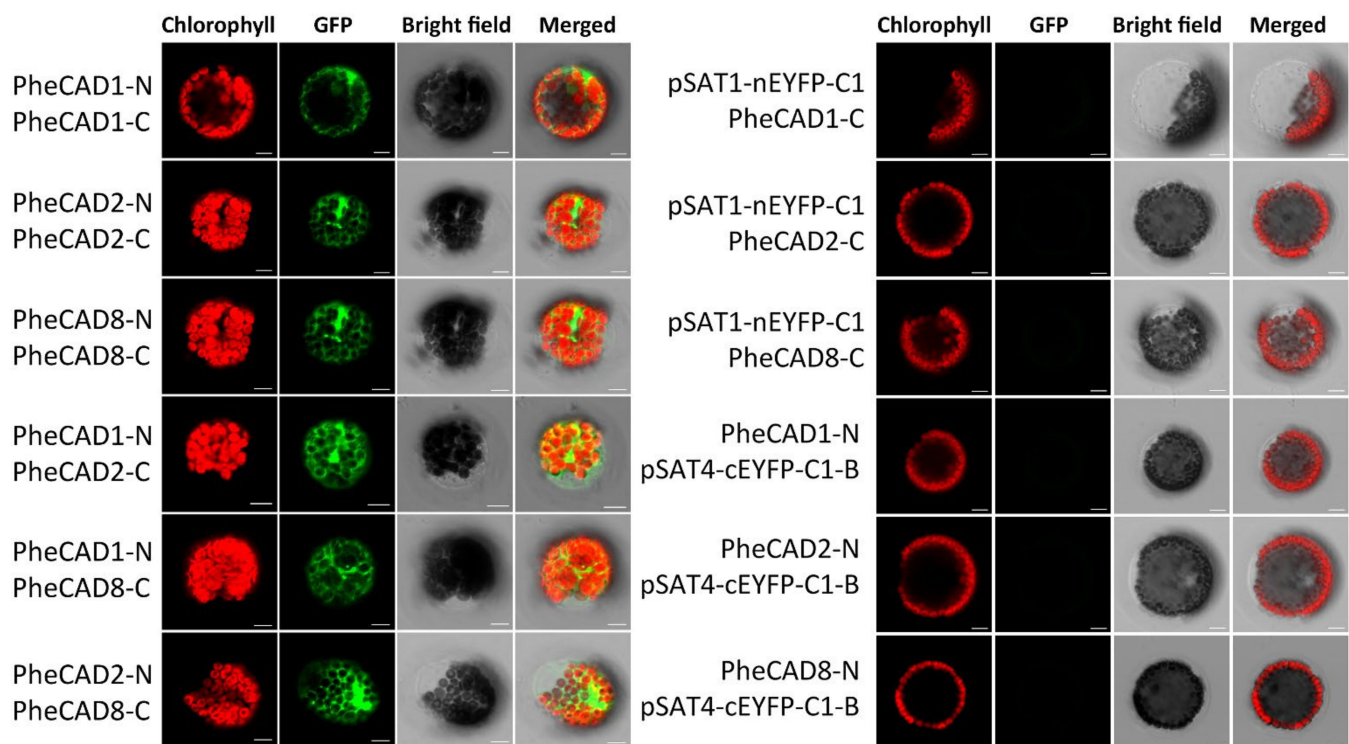 Chlorophyll GFP Bright field Merged
PheCAD1-N
PheCAD1-C
PheCAD2-N
PheCAD2-C
PheCAD8-N
PheCAD8-C
PheCAD1-N
PheCAD2-C
PheCAD1-N
PheCAD8-C
PheCAD2-N
PheCAD8-C
Chlorophyll GFP Bright field Merged
pSAT1-nEYFP-C1
PheCAD1-C
pSAT1-nEYFP-C1
PheCAD2-C
pSAT1-nEYFP-C1
PheCAD8-C
PheCAD1-N
pSAT4-cEYFP-C1-B
PheCAD2-N
pSAT4-cEYFP-C1-B
PheCAD8-N
pSAT4-cEYFP-C1-B